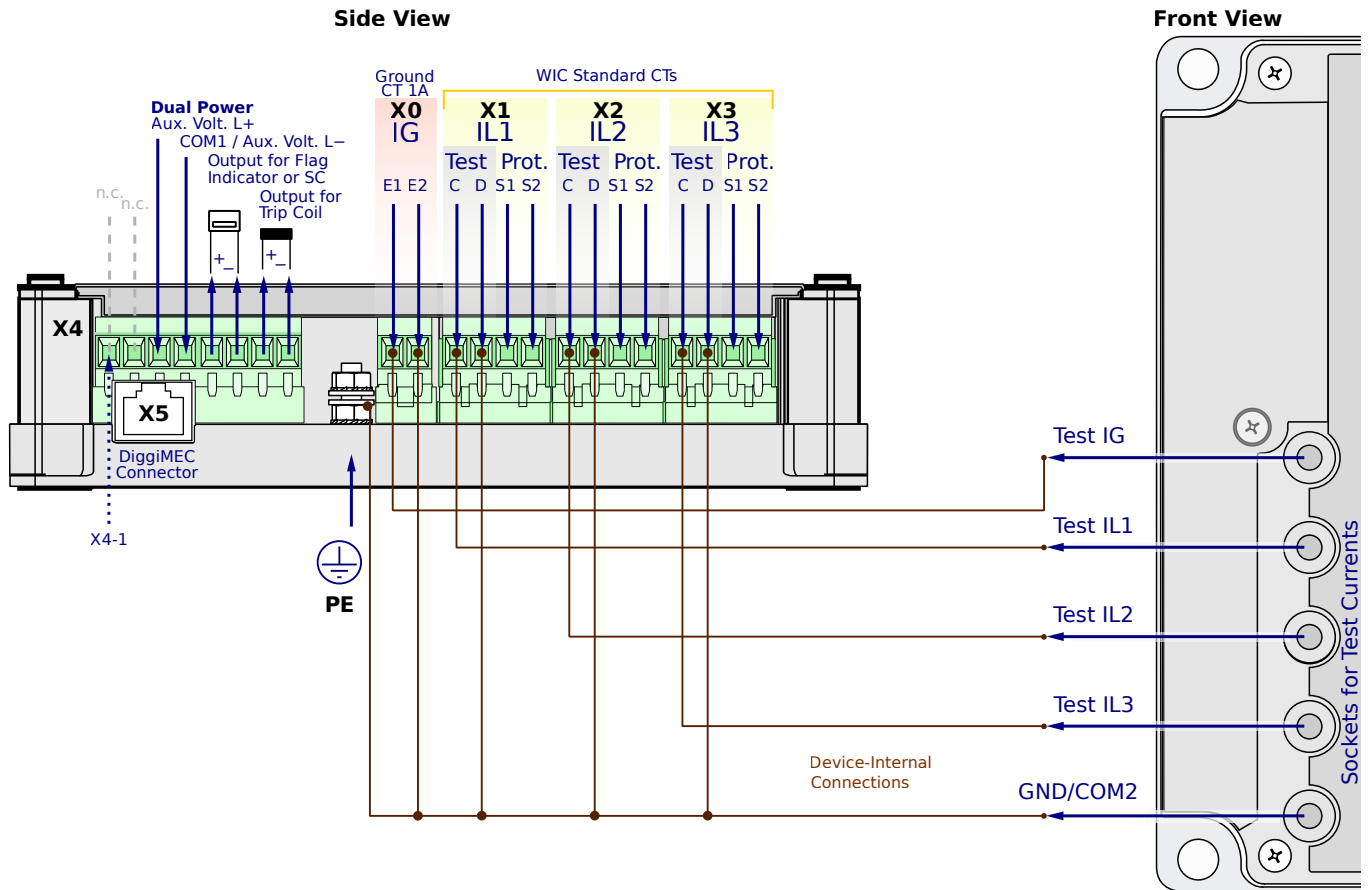 Side View
Front View
Ground
CT 1A
WIC Standard CTs
X0
IG
X1
IL1
X2
IL2
X3
IL3
Dual Power
Aux. Volt. L+
COM1 / Aux. Volt. L−
Output for Flag
Indicator or SC
Output for
Trip Coil
Test Prot.
Test Prot.
Test Prot.
n.c.
n.c.
E1 E2
C D S1 S2
C D S1 S2
C D S1 S2
+ −
+ −
X4
X5
DiggiMEC
Connector
X4-1
PE
Test IG
Test IL1
Test IL2
Test IL3
GND/COM2
Device-Internal
Connections
Sockets for Test Currents